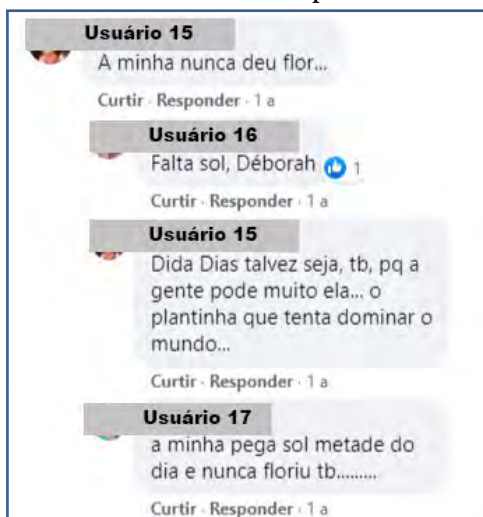 Usuário 15
A minha nunca deu flor...
Curtir · Responder · 1 a
Usuário 16
Falta sol, Déborah 1
Curtir · Responder · 1 a
Usuário 15
Dida Dias talvez seja, tb, pq a
gente pode muito ela... o
plantinha que tenta dominar o
mundo...
Curtir · Responder · 1 a
Usuário 17
a minha pega sol metade do
dia e nunca floriu tb.........
Curtir · Responder · 1 a